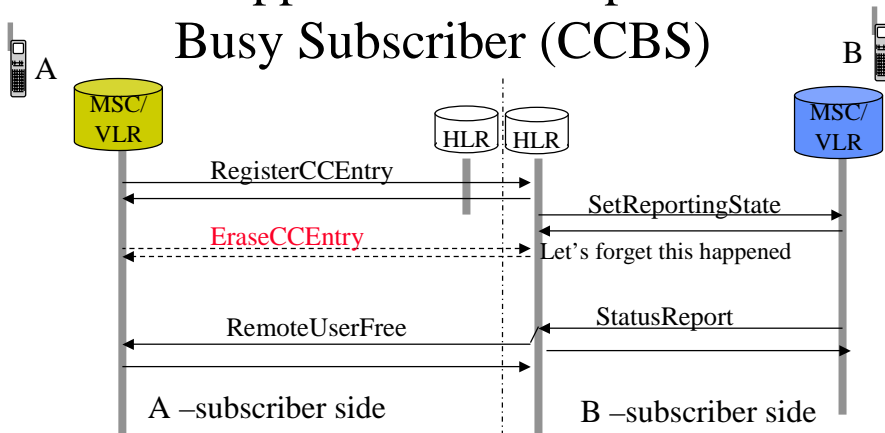 Busy Subscriber (CCBS)
A
B
MSC/
VLR
HLR
HLR
MSC/
VLR
RegisterCCEntry
SetReportingState
EraseCCEntry
Let's forget this happened
StatusReport
RemoteUserFree
A –subscriber side
B –subscriber side